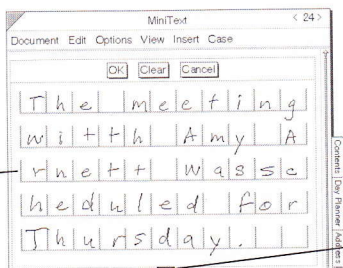 MiniText < 24 >
Document Edit Options View Insert Case
OK Clear Cancel
The meeting
witth Amy A
rnett wassc
heduled for
Thursday.
Contents Day Planner Address